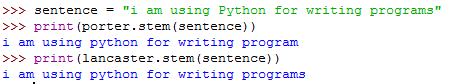 >>> sentence = "i am using Python for writing programs"
>>> print(porter.stem(sentence))
i am using python for writing program
>>> print(lancaster.stem(sentence))
i am using python for writing programs